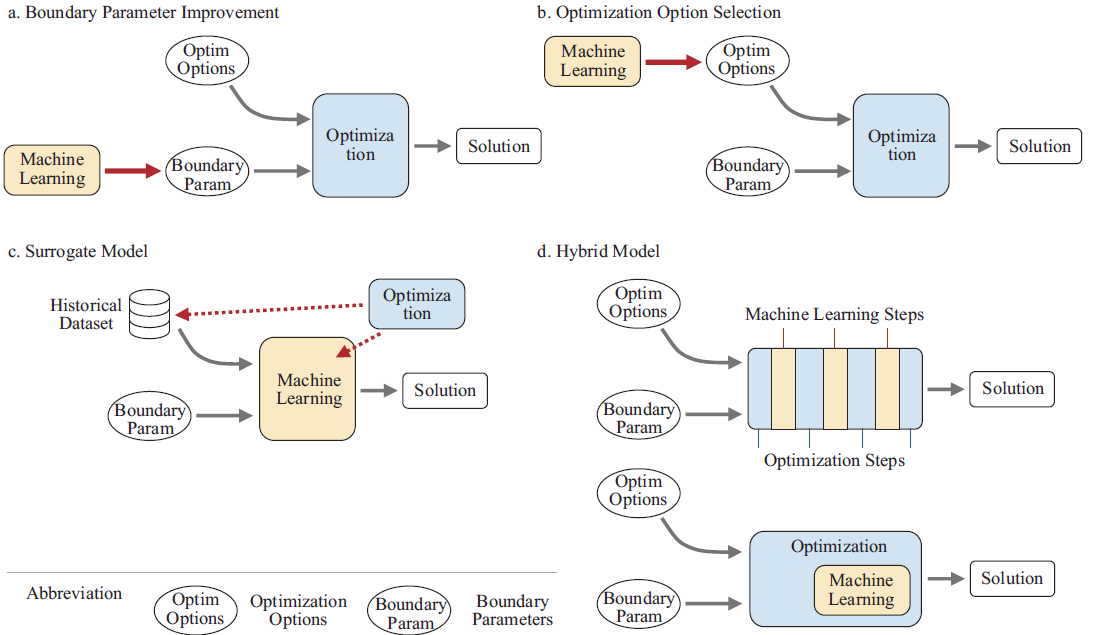 a. Boundary Parameter Improvement
Optim
Options
Machine
Learning
Boundary
Param
Optimiza
tion
Solution
b. Optimization Option Selection
Machine
Learning
Optim
Options
Boundary
Param
Optimiza
tion
Solution
c. Surrogate Model
Historical
Dataset
Optimiza
tion
Boundary
Param
Machine
Learning
Solution
d. Hybrid Model
Optim
Options
Machine Learning Steps
Boundary
Param
Optimization Steps
Solution
Optim
Options
Boundary
Param
Optimization
Machine
Learning
Solution
Abbreviation
Optim
Options
Optimization
Options
Boundary
Param
Boundary
Parameters